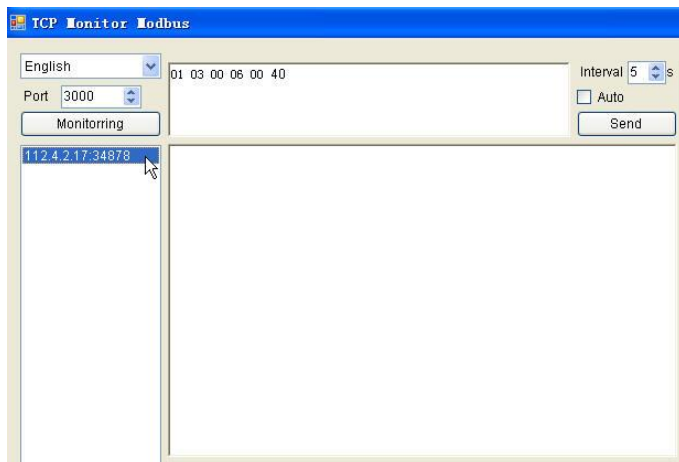 TCP Monitor Modbus
English
01 03 00 06 00 40
Interval 5 s
Port 3000
Auto
Monitorring
Send
112.4.2.17:34878